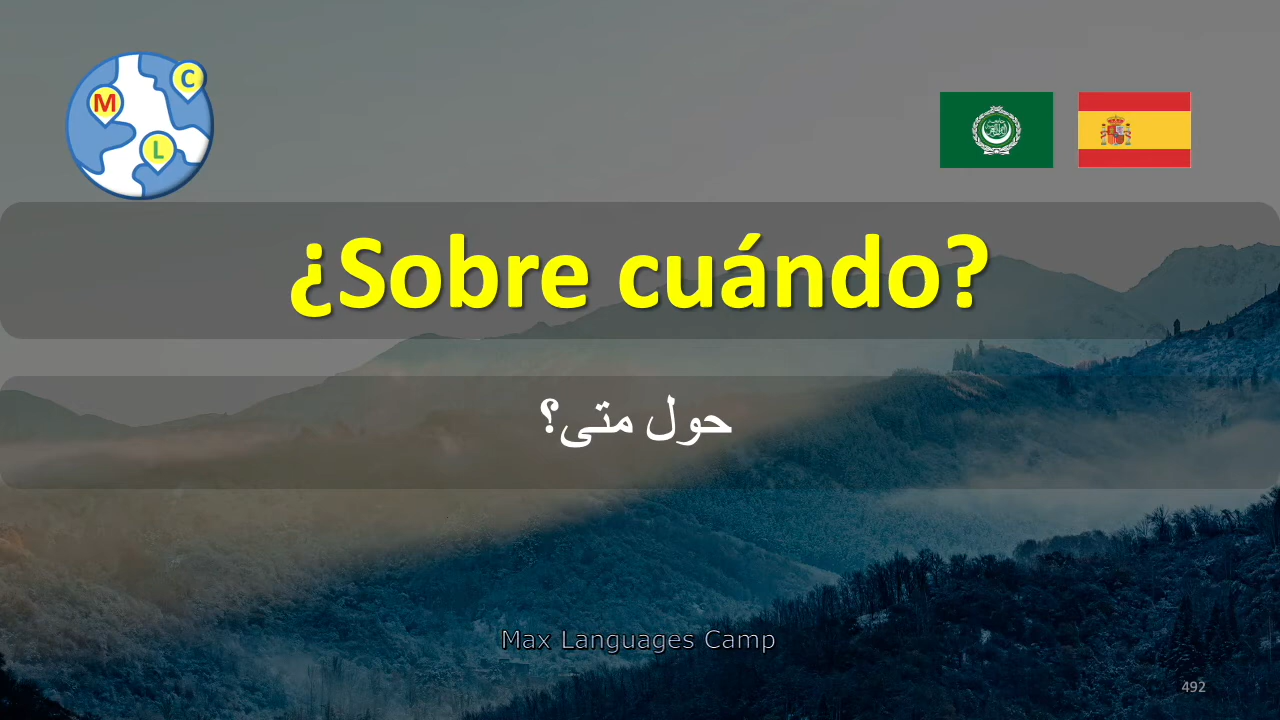 M
C
L
¿Sobre cuándo?
حول متى؟
Max Languages Camp
492